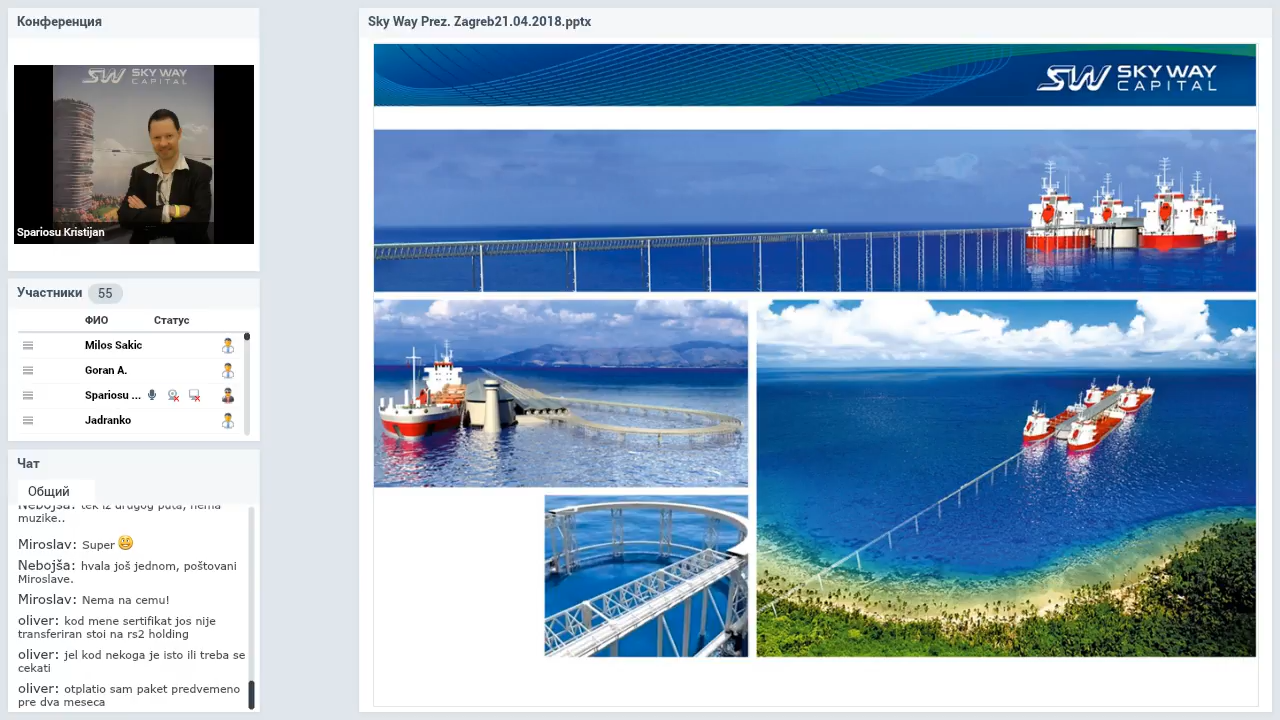 Конференция
SKY WAY
CAPITAL
Spariosu Kristijan
Участники 55
ФИО Статус
Milos Sakic
Goran A.
Spariosu ...
Jadranko
Чат
Общий
Nebojša: tek iz drugog puta, nema
muzike..
Miroslav: Super
Nebojša: hvala još jednom, poštovani
Miroslave.
Miroslav: Nema na cemu!
oliver: kod mene sertifikat jos nije
transferiran stoi na rs2 holding
oliver: jel kod nekoga je isto ili treba se
cekati
oliver: otplatio sam paket predvemeno
pre dva meseca
Sky Way Prez. Zagreb21.04.2018.pptx
SW SKY WAY
CAPITAL